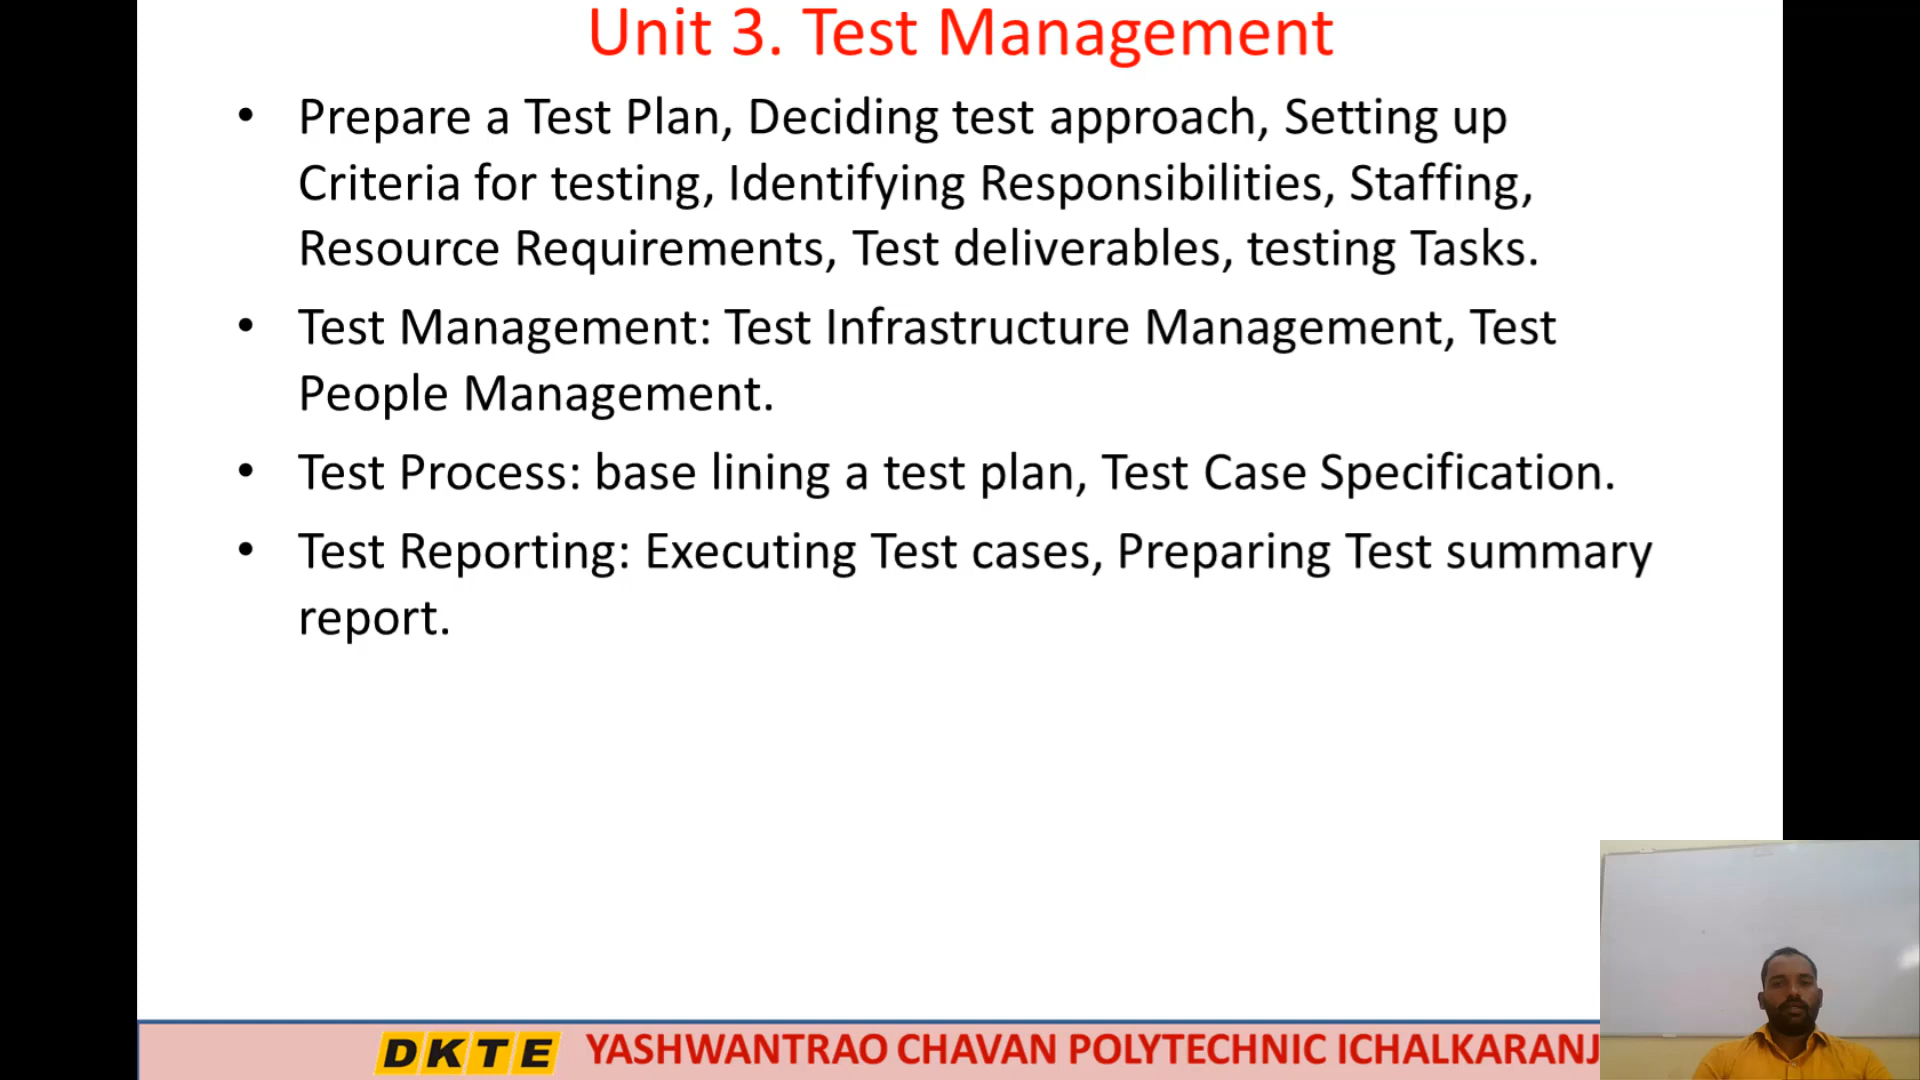 Unit 3. Test Management
• Prepare a Test Plan, Deciding test approach, Setting up
Criteria for testing, Identifying Responsibilities, Staffing,
Resource Requirements, Test deliverables, testing Tasks.
• Test Management: Test Infrastructure Management, Test
People Management.
• Test Process: base lining a test plan, Test Case Specification.
• Test Reporting: Executing Test cases, Preparing Test summary
report.
DKTE YASHWANTRAO CHAVAN POLYTECHNIC ICHALKARANJ